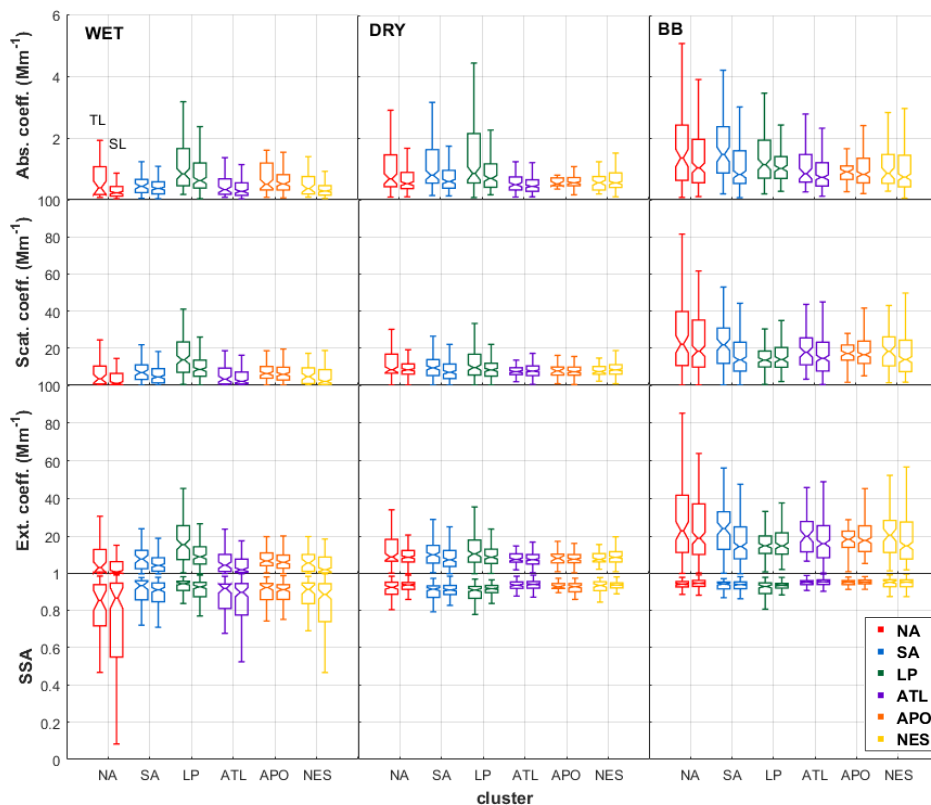 WET
DRY
BB
Abs. coeff. (Mm-1)
6
4
2
TL
SL
Scat. coeff. (Mm-1)
100
80
60
40
20
Ext. coeff. (Mm-1)
100
80
60
40
20
SSA
1
0.8
0.6
0.4
0.2
0
NA SA LP ATL APO NES
NA SA LP ATL APO NES
NA SA LP ATL APO NES
cluster
NA
SA
LP
ATL
APO
NES